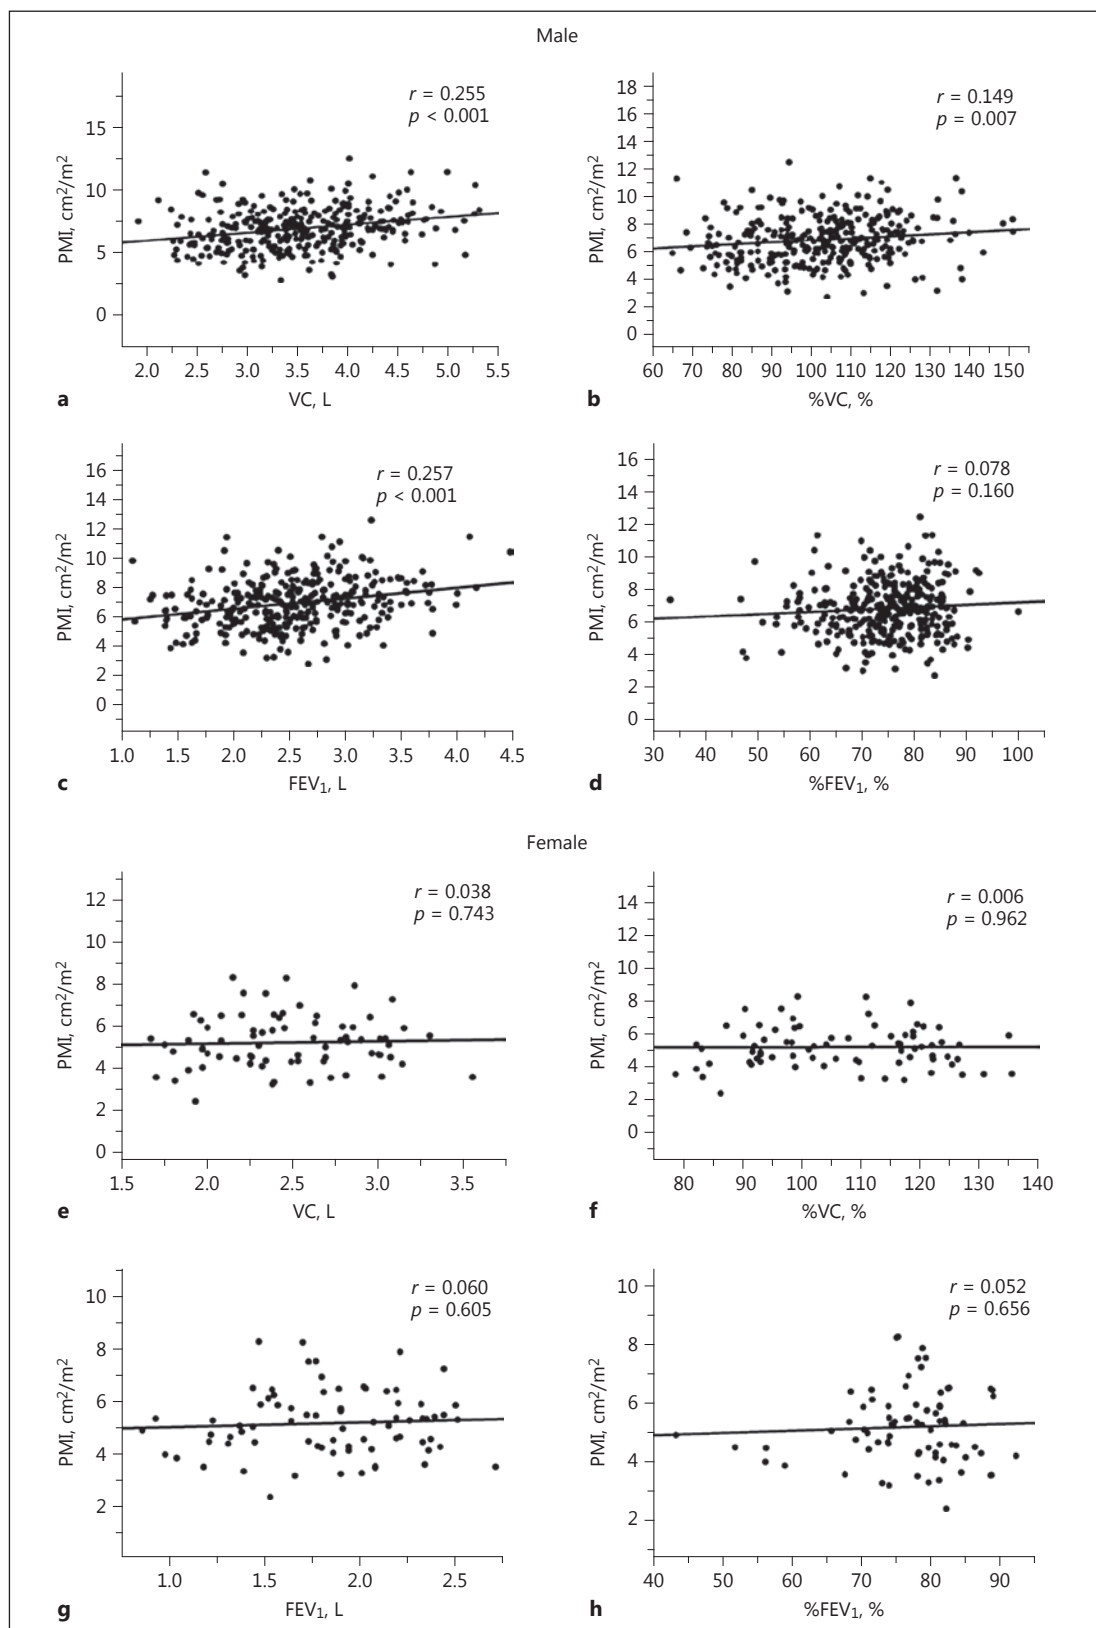 Male
r = 0.255
p < 0.001
15
10
5
0
PMI, cm²/m²
2.0 2.5 3.0 3.5 4.0 4.5 5.0 5.5
VC, L
a
r = 0.149
p = 0.007
18
16
14
12
10
8
6
4
2
0
PMI, cm²/m²
60 70 80 90 100 110 120 130 140 150
%VC, %
b
r = 0.257
p < 0.001
16
14
12
10
8
6
4
2
0
PMI, cm²/m²
1.0 1.5 2.0 2.5 3.0 3.5 4.0 4.5
FEV₁, L
c
r = 0.078
p = 0.160
16
14
12
10
8
6
4
2
0
PMI, cm²/m²
30 40 50 60 70 80 90 100
%FEV₁, %
d
Female
r = 0.038
p = 0.743
12
10
8
6
4
2
0
PMI, cm²/m²
1.5 2.0 2.5 3.0 3.5
VC, L
e
r = 0.006
p = 0.962
14
12
10
8
6
4
2
0
PMI, cm²/m²
80 90 100 110 120 130 140
%VC, %
f
r = 0.060
p = 0.605
10
8
6
4
2
PMI, cm²/m²
1.0 1.5 2.0 2.5
FEV₁, L
g
r = 0.052
p = 0.656
10
8
6
4
2
PMI, cm²/m²
40 50 60 70 80 90
%FEV₁, %
h